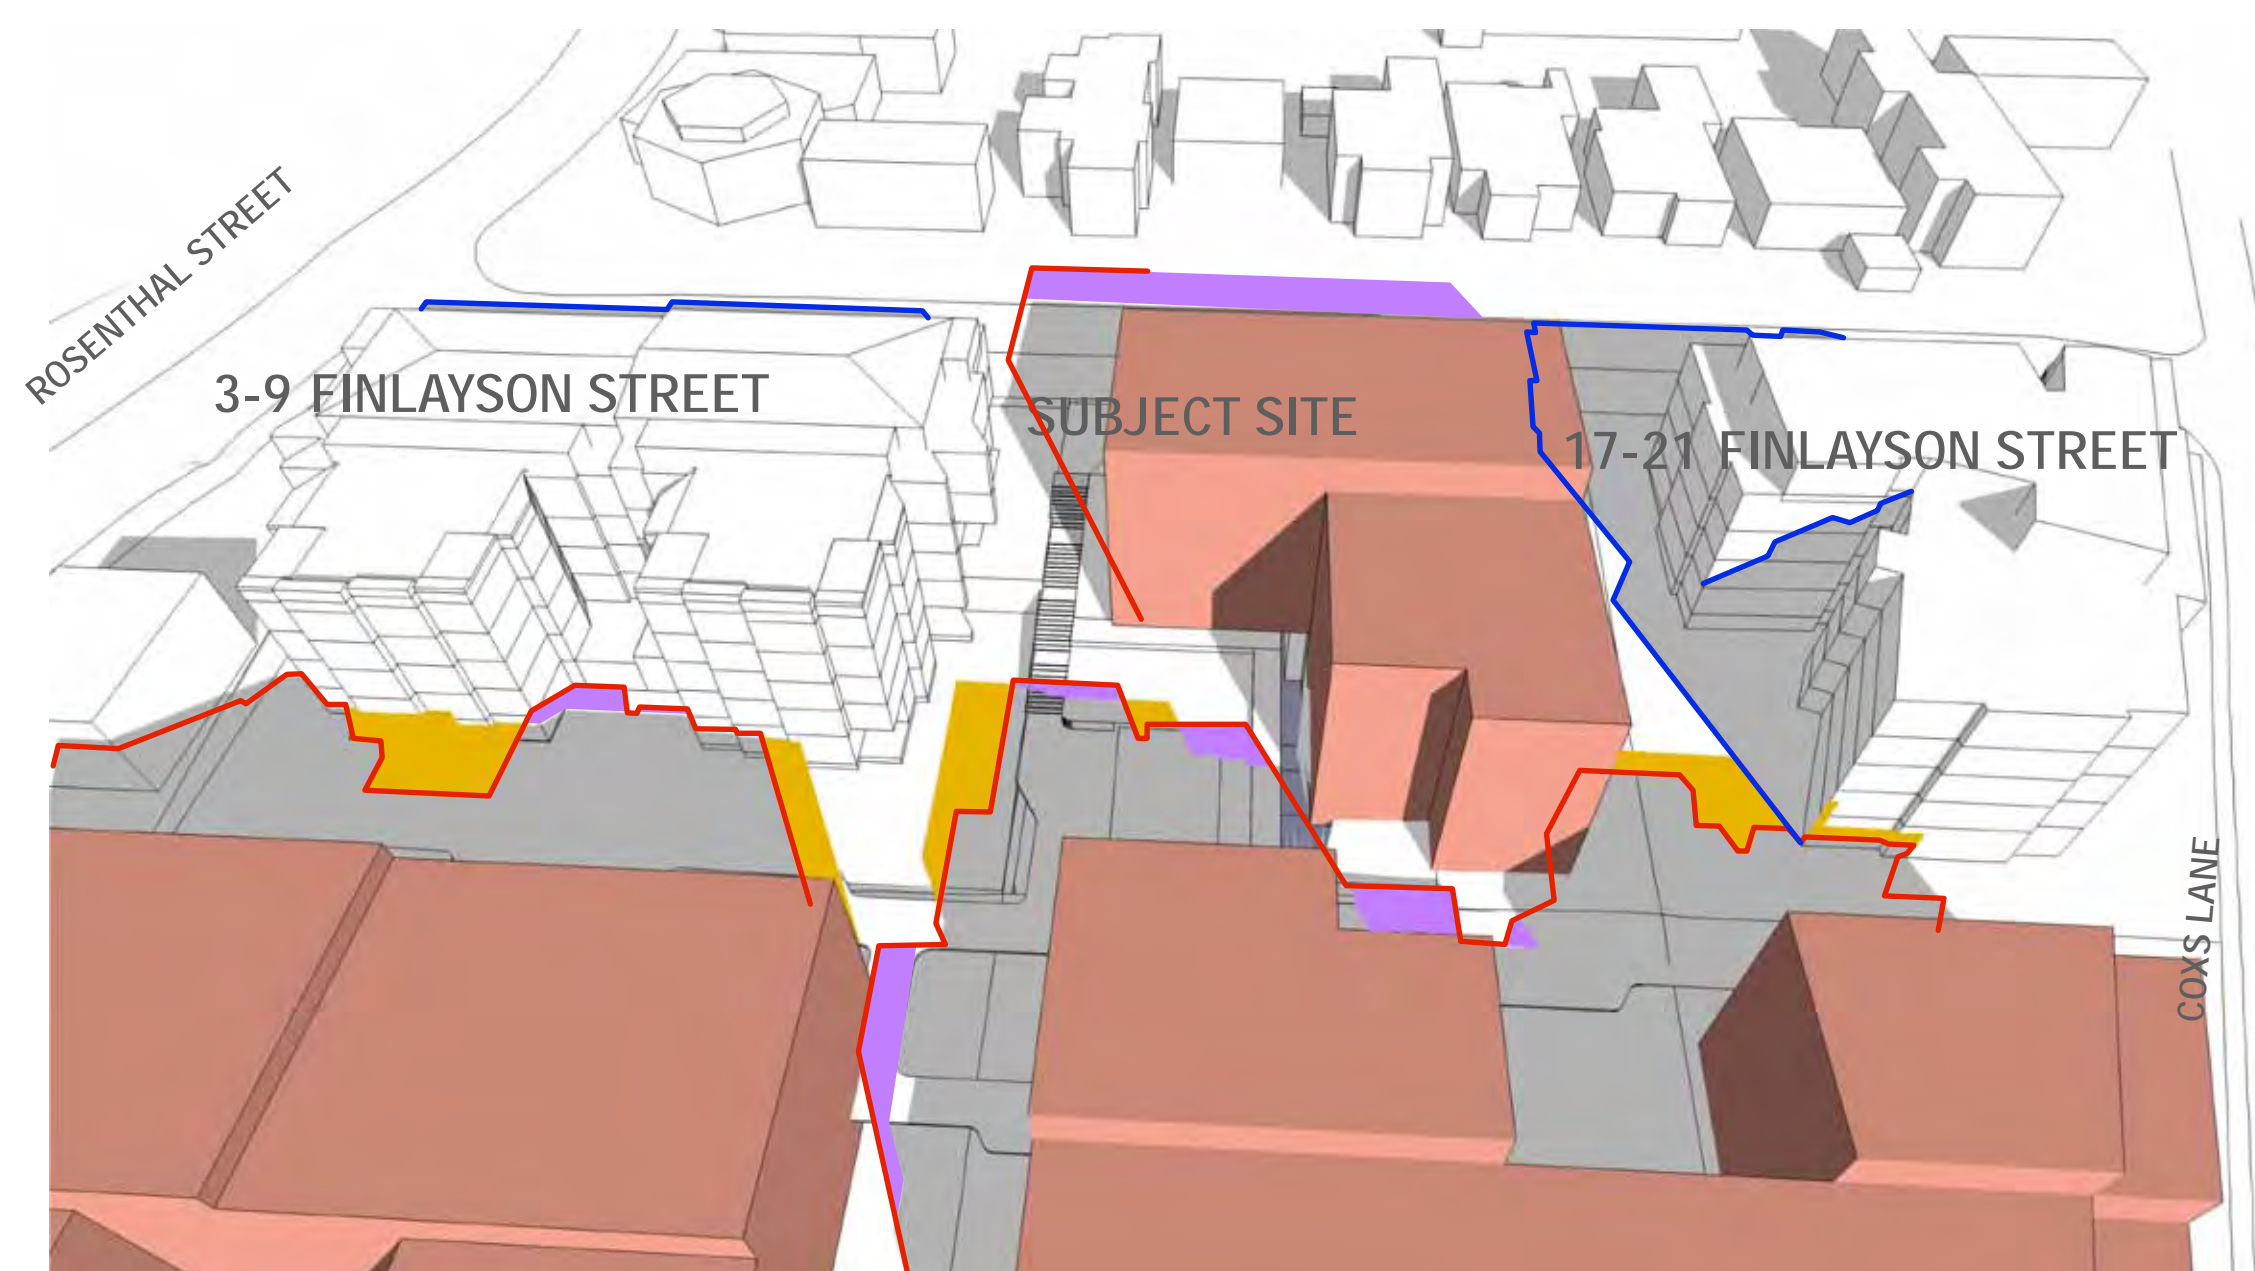 ROSENTHAL STREET
3-9 FINLAYSON STREET
SUBJECT SITE
17-21 FINLAYSON STREET
COXS LANE